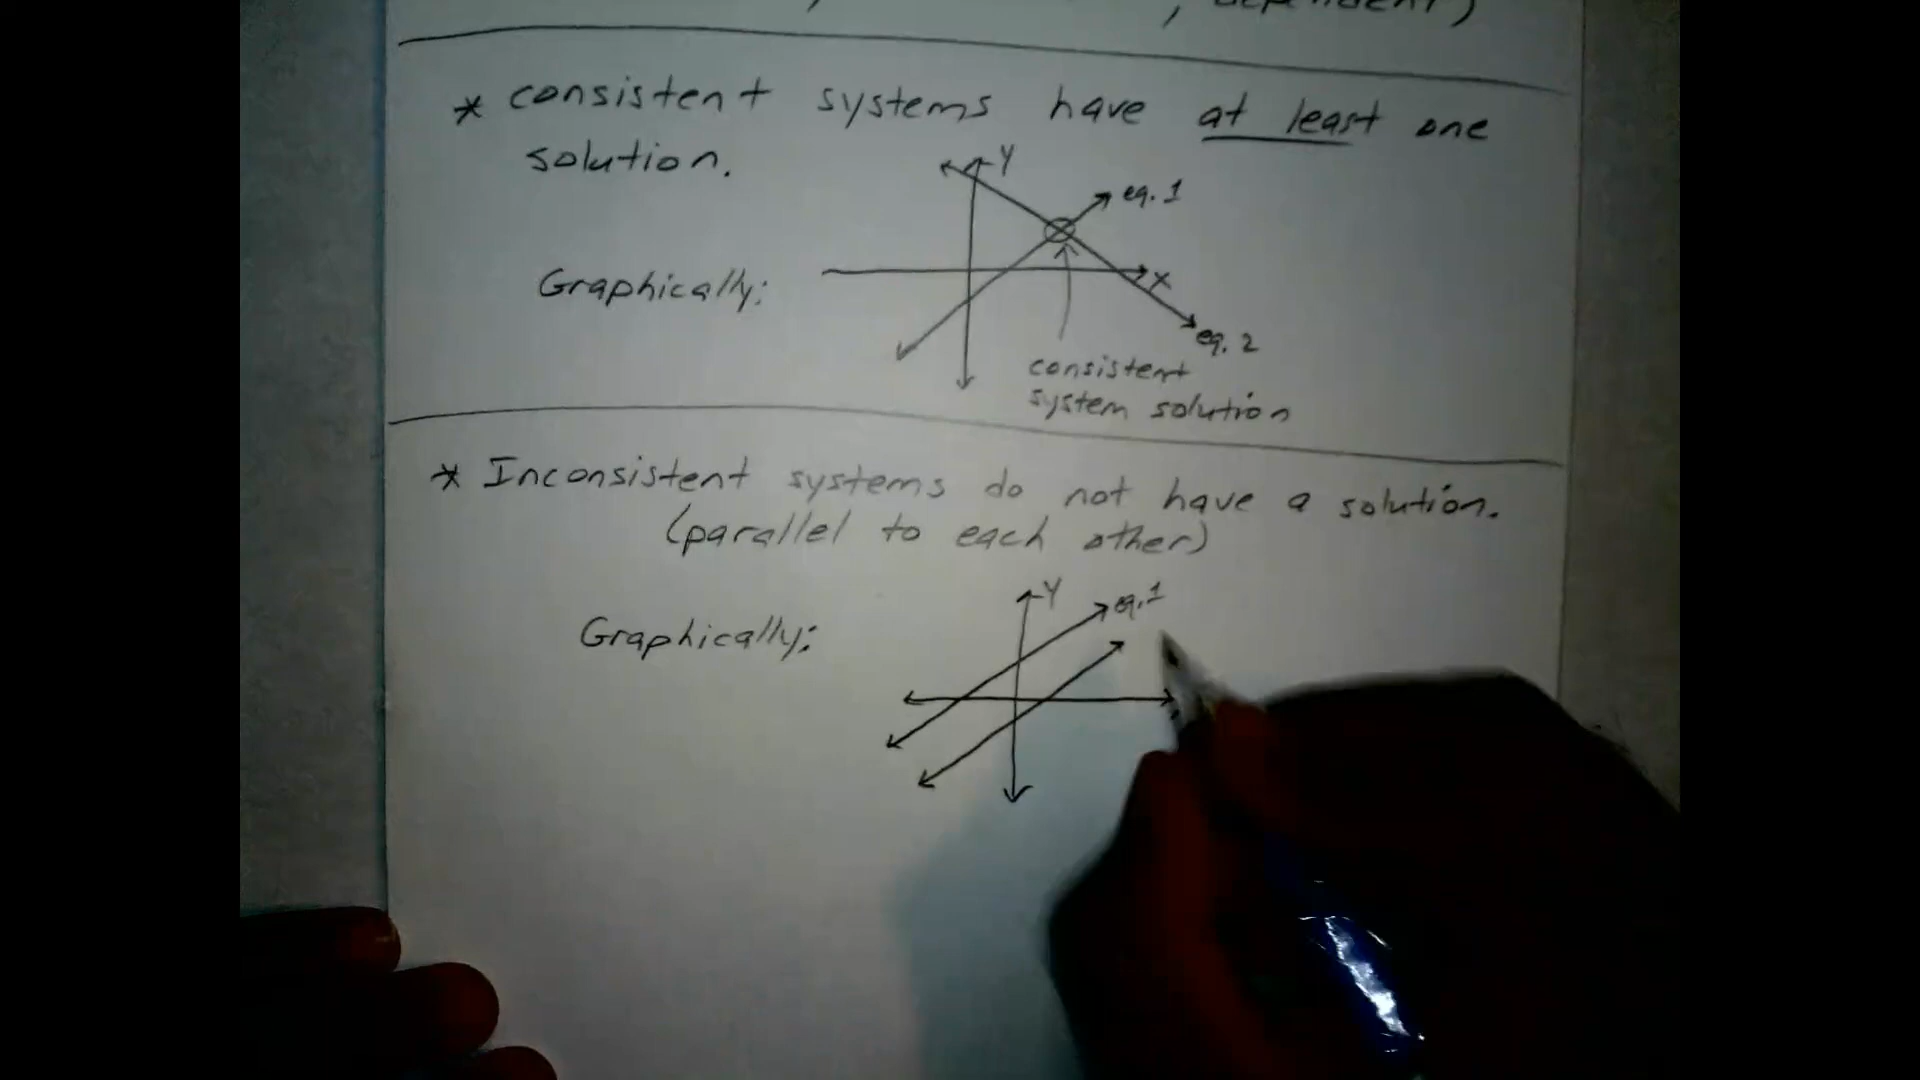 , dependent)
* consistent systems have at least one
solution.
Y
eq. 1
Graphically:
X
eq. 2
consistent
system solution
* Inconsistent systems do not have a solution.
(parallel to each other)
Y
eq. 1
Graphically: